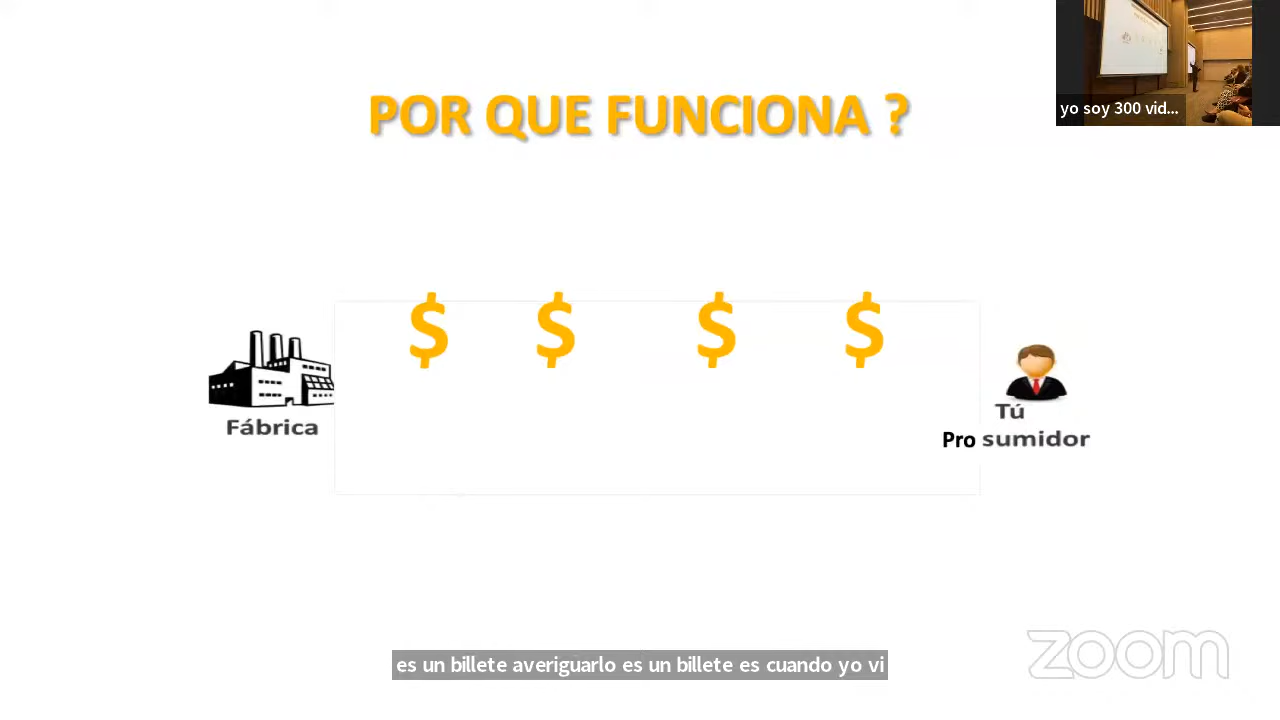 yo soy 300 vid...
POR QUE FUNCIONA ?
$ $ $ $
Fábrica
Tú
Pro sumidor
es un billete averiguarlo es un billete es cuando yo vi
zoom